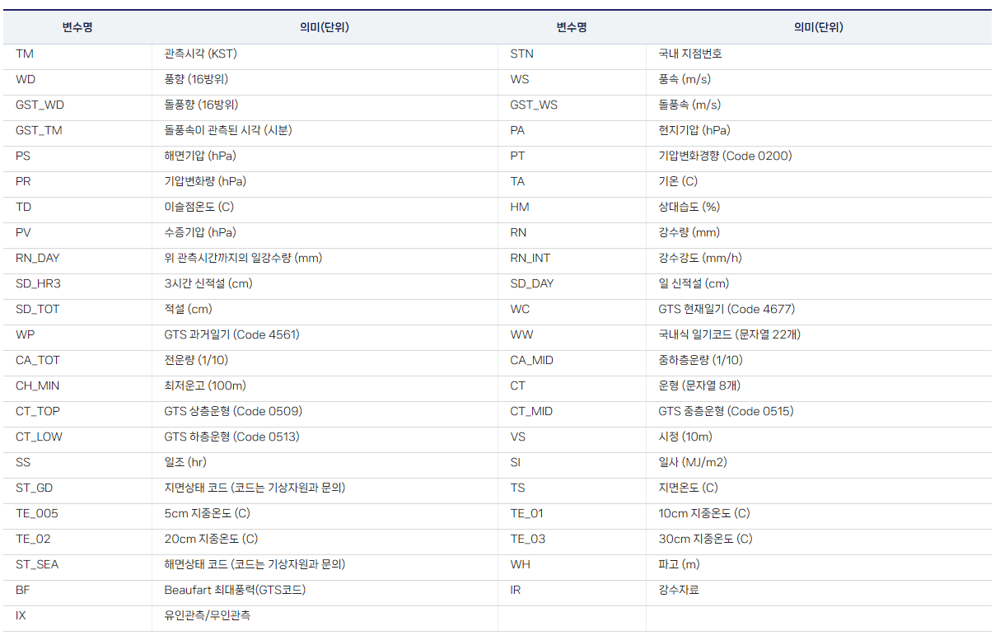 변수명 의미(단위) 변수명 의미(단위)
TM 관측시각 (KST) STN 국내 지점번호
WD 풍향 (16방위) WS 풍속 (m/s)
GST_WD 돌풍향 (16방위) GST_WS 돌풍속 (m/s)
GST_TM 돌풍속이 관측된 시각 (시분) PA 현지기압 (hPa)
PS 해면기압 (hPa) PT 기압변화경향 (Code 0200)
PR 기압변화량 (hPa) TA 기온 (C)
TD 이슬점온도 (C) HM 상대습도 (%)
PV 수증기압 (hPa) RN 강수량 (mm)
RN_DAY 위 관측시간까지의 일강수량 (mm) RN_INT 강수강도 (mm/h)
SD_HR3 3시간 신적설 (cm) SD_DAY 일 신적설 (cm)
SD_TOT 적설 (cm) WC GTS 현재일기 (Code 4677)
WP GTS 과거일기 (Code 4561) WW 국내식 일기코드 (문자열 22개)
CA_TOT 전운량 (1/10) CA_MID 중하층운량 (1/10)
CH_MIN 최저운고 (100m) CT 운형 (문자열 8개)
CT_TOP GTS 상층운형 (Code 0509) CT_MID GTS 중층운형 (Code 0515)
CT_LOW GTS 하층운형 (Code 0513) VS 시정 (10m)
SS 일조 (hr) SI 일사 (MJ/m2)
ST_GD 지면상태 코드 (코드는 기상자원과 문의) TS 지면온도 (C)
TE_005 5cm 지중온도 (C) TE_01 10cm 지중온도 (C)
TE_02 20cm 지중온도 (C) TE_03 30cm 지중온도 (C)
ST_SEA 해면상태 코드 (코드는 기상자원과 문의) WH 파고 (m)
BF Beaufart 최대풍력(GTS코드) IR 강수자료
IX 유인관측/무인관측